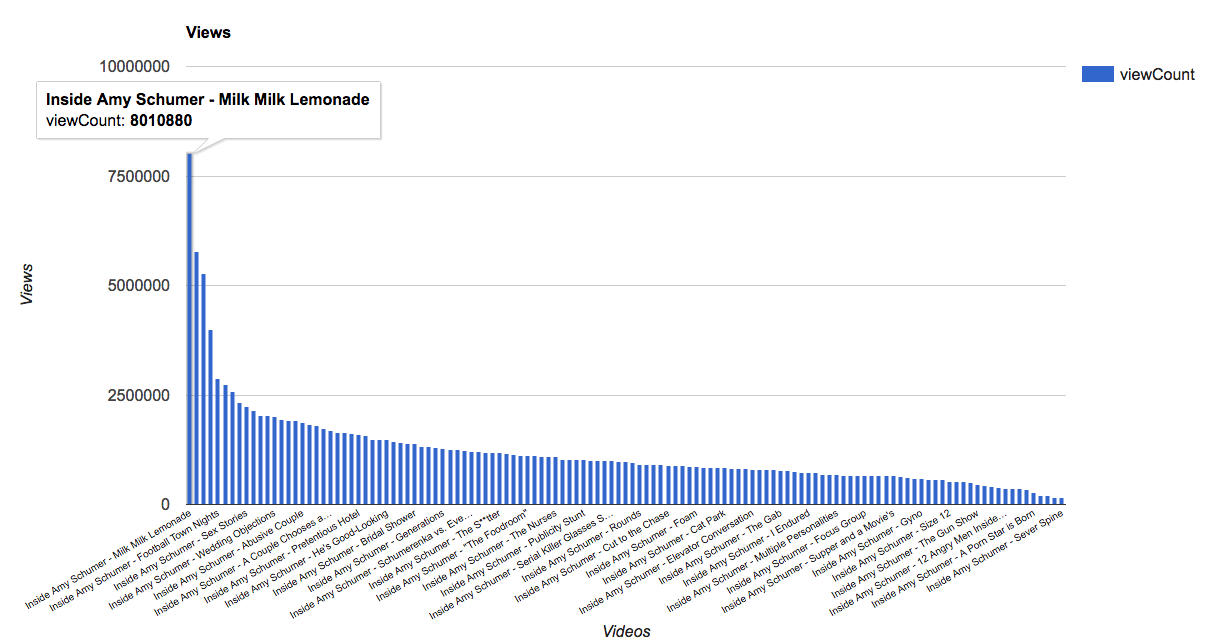 Views
10000000
viewCount
Inside Amy Schumer - Milk Milk Lemonade
viewCount: 8010880
7500000
5000000
Views
2500000
0
Inside Amy Schumer - Milk Milk Lemonade
Inside Amy Schumer - Football Town Nights
Inside Amy Schumer - Sex Stories
Inside Amy Schumer - Wedding Objections
Inside Amy Schumer - Abusive Couple
Inside Amy Schumer - A Couple Chooses a...
Inside Amy Schumer - Pretentious Hotel
Inside Amy Schumer - He's Good-Looking
Inside Amy Schumer - Bridal Shower
Inside Amy Schumer - Generations
Inside Amy Schumer - Schumerenka vs. Eve...
Inside Amy Schumer - The S**tter
Inside Amy Schumer - "The Foodroom"
Inside Amy Schumer - The Nurses
Inside Amy Schumer - Publicity Stunt
Inside Amy Schumer - Serial Killer Glasses S...
Inside Amy Schumer - Rounds
Inside Amy Schumer - Cut to the Chase
Inside Amy Schumer - Foam
Inside Amy Schumer - Cat Park
Inside Amy Schumer - Elevator Conversation
Inside Amy Schumer - The Gab
Inside Amy Schumer - I Endured
Inside Amy Schumer - Multiple Personalities
Inside Amy Schumer - Focus Group
Inside Amy Schumer - Supper and a Movie's
Inside Amy Schumer - Gyno
Inside Amy Schumer - Size 12
Inside Amy Schumer - The Gun Show
Inside Amy Schumer - 12 Angry Men Inside...
Inside Amy Schumer - A Porn Star is Born
Inside Amy Schumer - Sever Spine
Videos